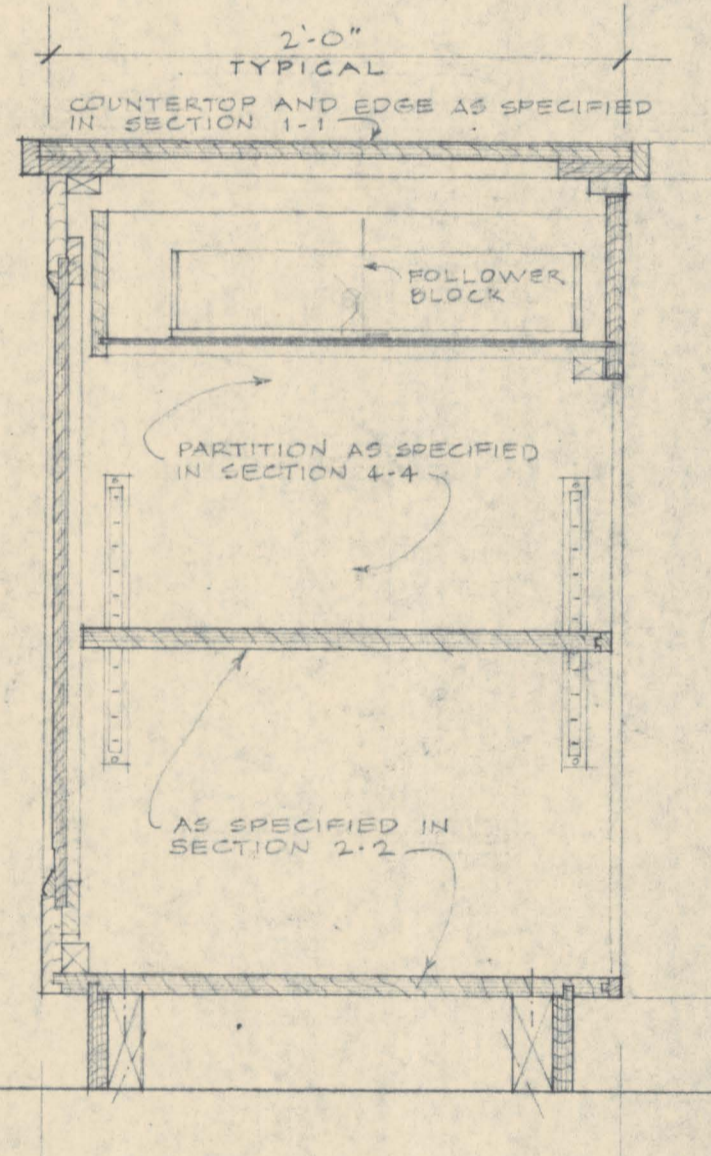 2'-0"
TYPICAL
COUNTERTOP AND EDGE AS SPECIFIED
IN SECTION 1-1
FOLLOWER
BLOCK
PARTITION AS SPECIFIED
IN SECTION 4-4
AS SPECIFIED IN
SECTION 2-2